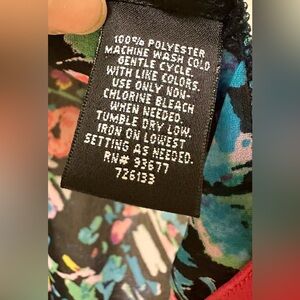 100% POLYESTER
MACHINE WASH COLD
GENTLE CYCLE.
WITH LIKE COLORS.
USE ONLY NON-
CHLORINE BLEACH
WHEN NEEDED.
TUMBLE DRY LOW.
IRON ON LOWEST
SETTING AS NEEDED.
RN# 93677
726133